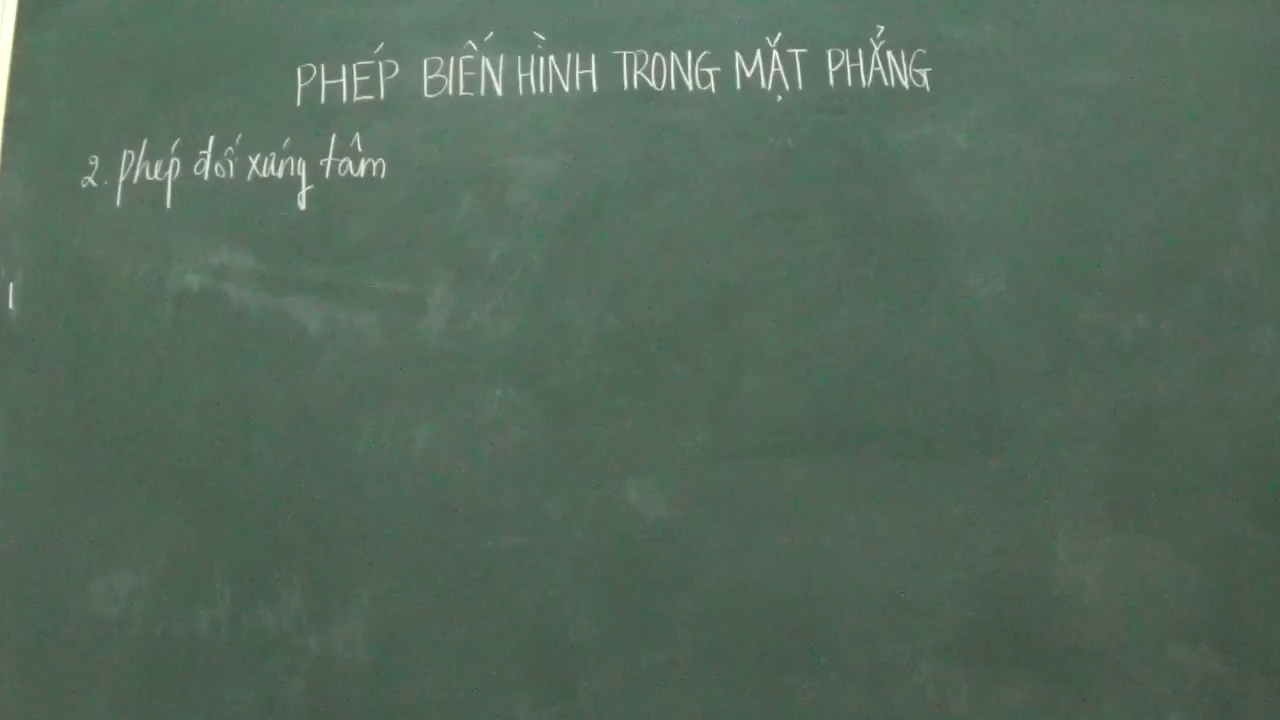 PHÉP BIẾN HÌNH TRONG MẶT PHẲNG
2. Phép đối xứng tâm